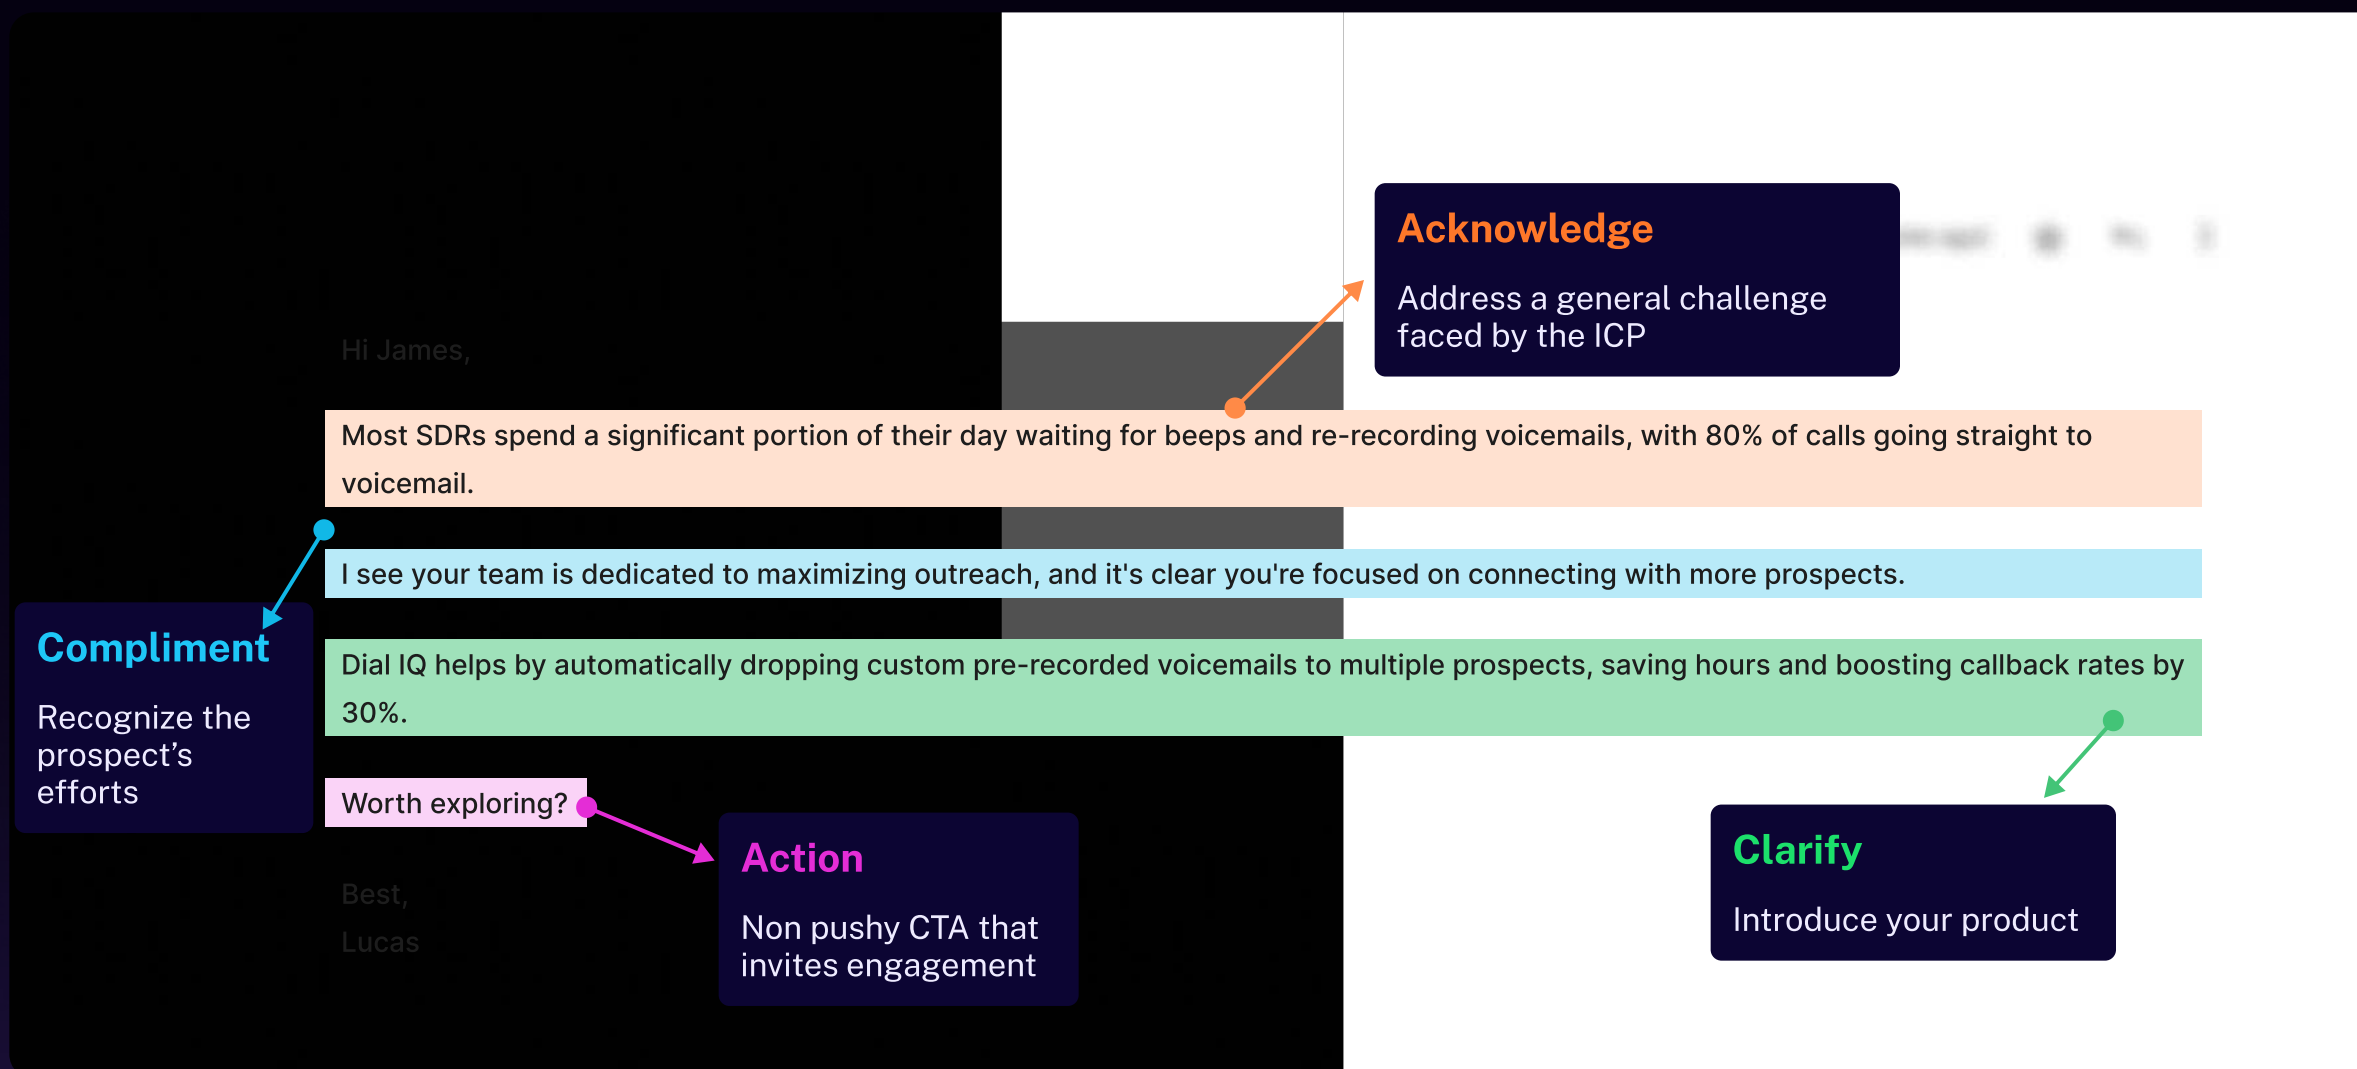 Acknowledge
Address a general challenge
faced by the ICP
Hi James,
Most SDRs spend a significant portion of their day waiting for beeps and re-recording voicemails, with 80% of calls going straight to
voicemail.
I see your team is dedicated to maximizing outreach, and it's clear you're focused on connecting with more prospects.
Compliment
Recognize the
prospect’s
efforts
Dial IQ helps by automatically dropping custom pre-recorded voicemails to multiple prospects, saving hours and boosting callback rates by
30%.
Worth exploring?
Action
Non pushy CTA that
invites engagement
Clarify
Introduce your product
Best,
Lucas